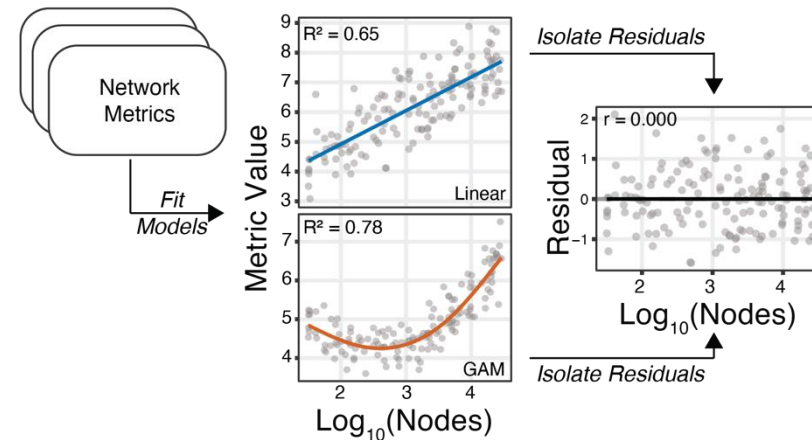 Network
Metrics
Fit
Models
Metric Value
R² = 0.65
9
8
7
6
5
4
3
Linear
R² = 0.78
7
6
5
4
GAM
2 3 4
Log₁₀(Nodes)
Isolate Residuals
Residual
r = 0.000
2
1
0
−1
2 3 4
Log₁₀(Nodes)
Isolate Residuals